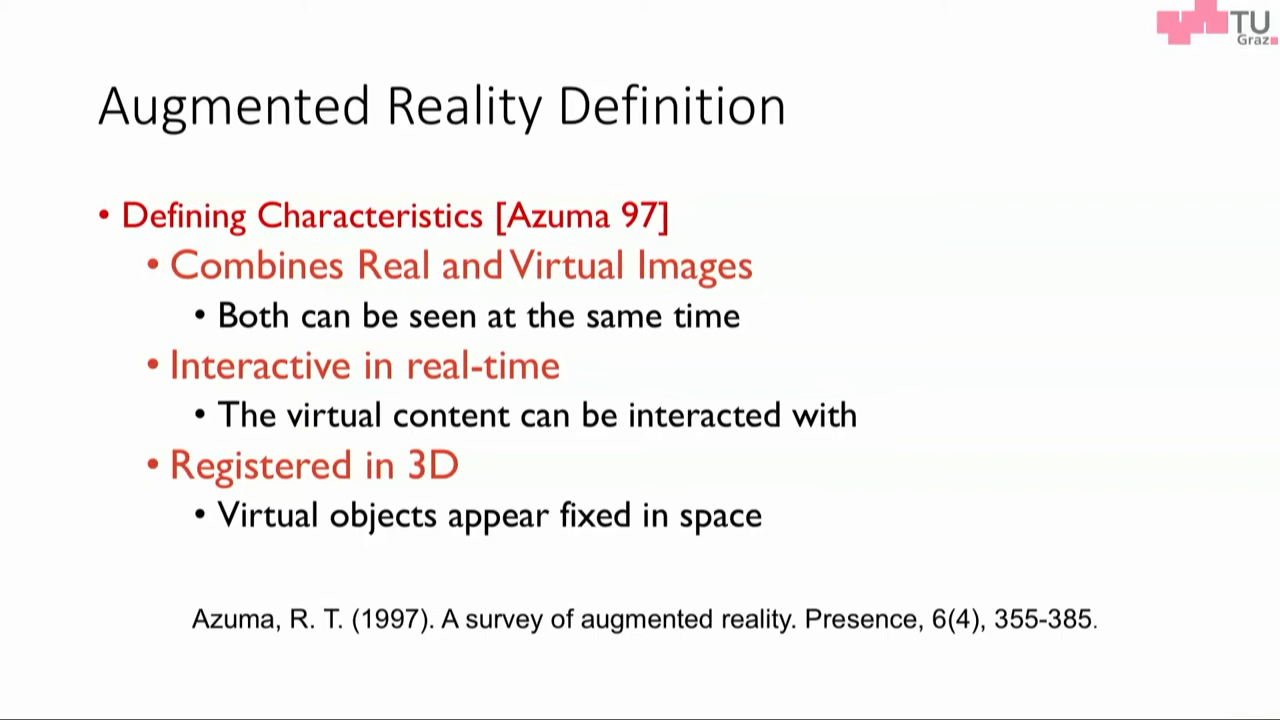 TU
Graz
Augmented Reality Definition
• Defining Characteristics [Azuma 97]
• Combines Real and Virtual Images
• Both can be seen at the same time
• Interactive in real-time
• The virtual content can be interacted with
• Registered in 3D
• Virtual objects appear fixed in space
Azuma, R. T. (1997). A survey of augmented reality. Presence, 6(4), 355-385.